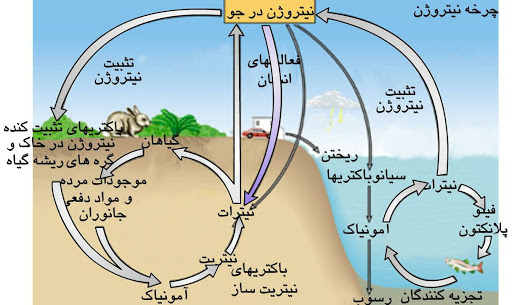 نیتروژن در جو
چرخه نیتروژن
تثبیت
نیتروژن
فعالیتهای
انسان
تثبیت
نیتروژن
باکتریهای تثبیت کننده
نیتروژن در خاک و
گره های ریشه گیاه
گیاهان
ریختن
سیانوباکتریها
موجودات مرده
و مواد دفعی
جانوران
نیترات
نیترات
فیتو
پلانکتون
آمونیاک
نیتریت
باکتریهای
نیتریت ساز
آمونیاک
رسوب
تجزیه کنندگان